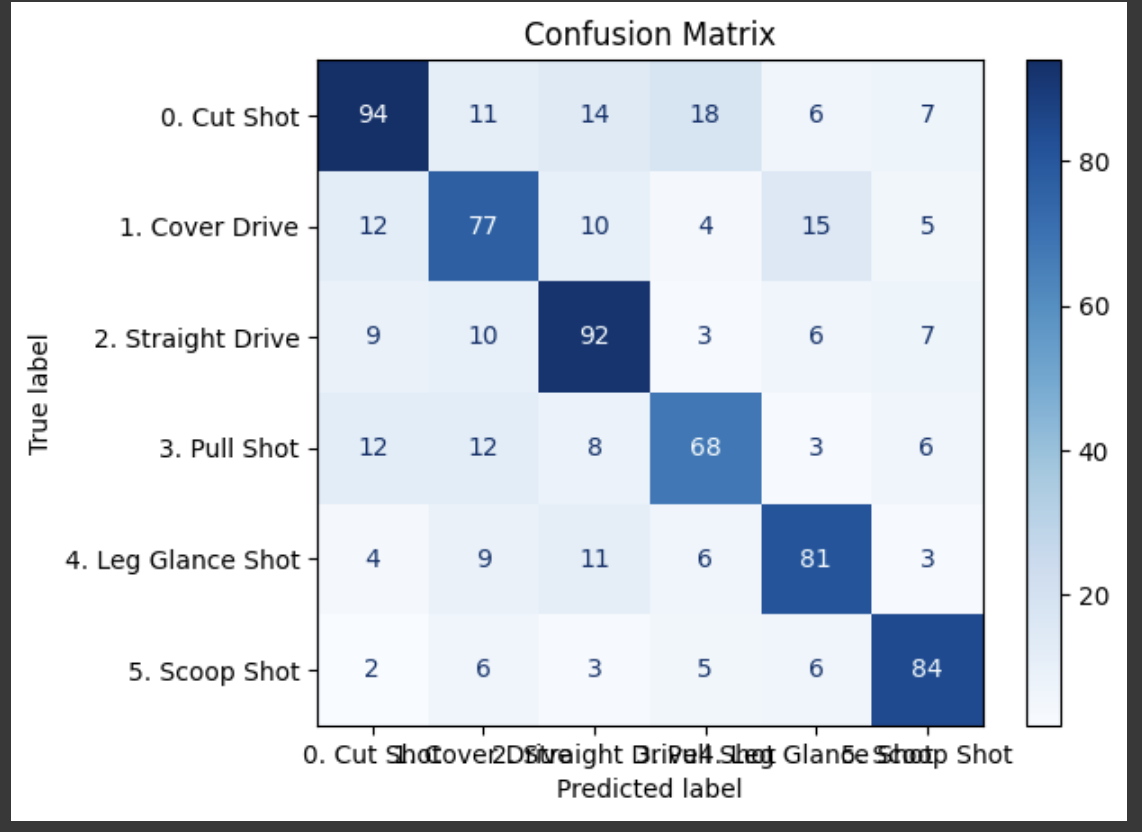 Confusion Matrix
0. Cut Shot 94 11 14 18 6 7
1. Cover Drive 12 77 10 4 15 5
2. Straight Drive 9 10 92 3 6 7
3. Pull Shot 12 12 8 68 3 6
4. Leg Glance Shot 4 9 11 6 81 3
5. Scoop Shot 2 6 3 5 6 84
0. Cut Shot 1. Cover Drive 2. Straight Drive 3. Pull Shot 4. Leg Glance Shot 5. Scoop Shot
Predicted label
True label
80
60
40
20